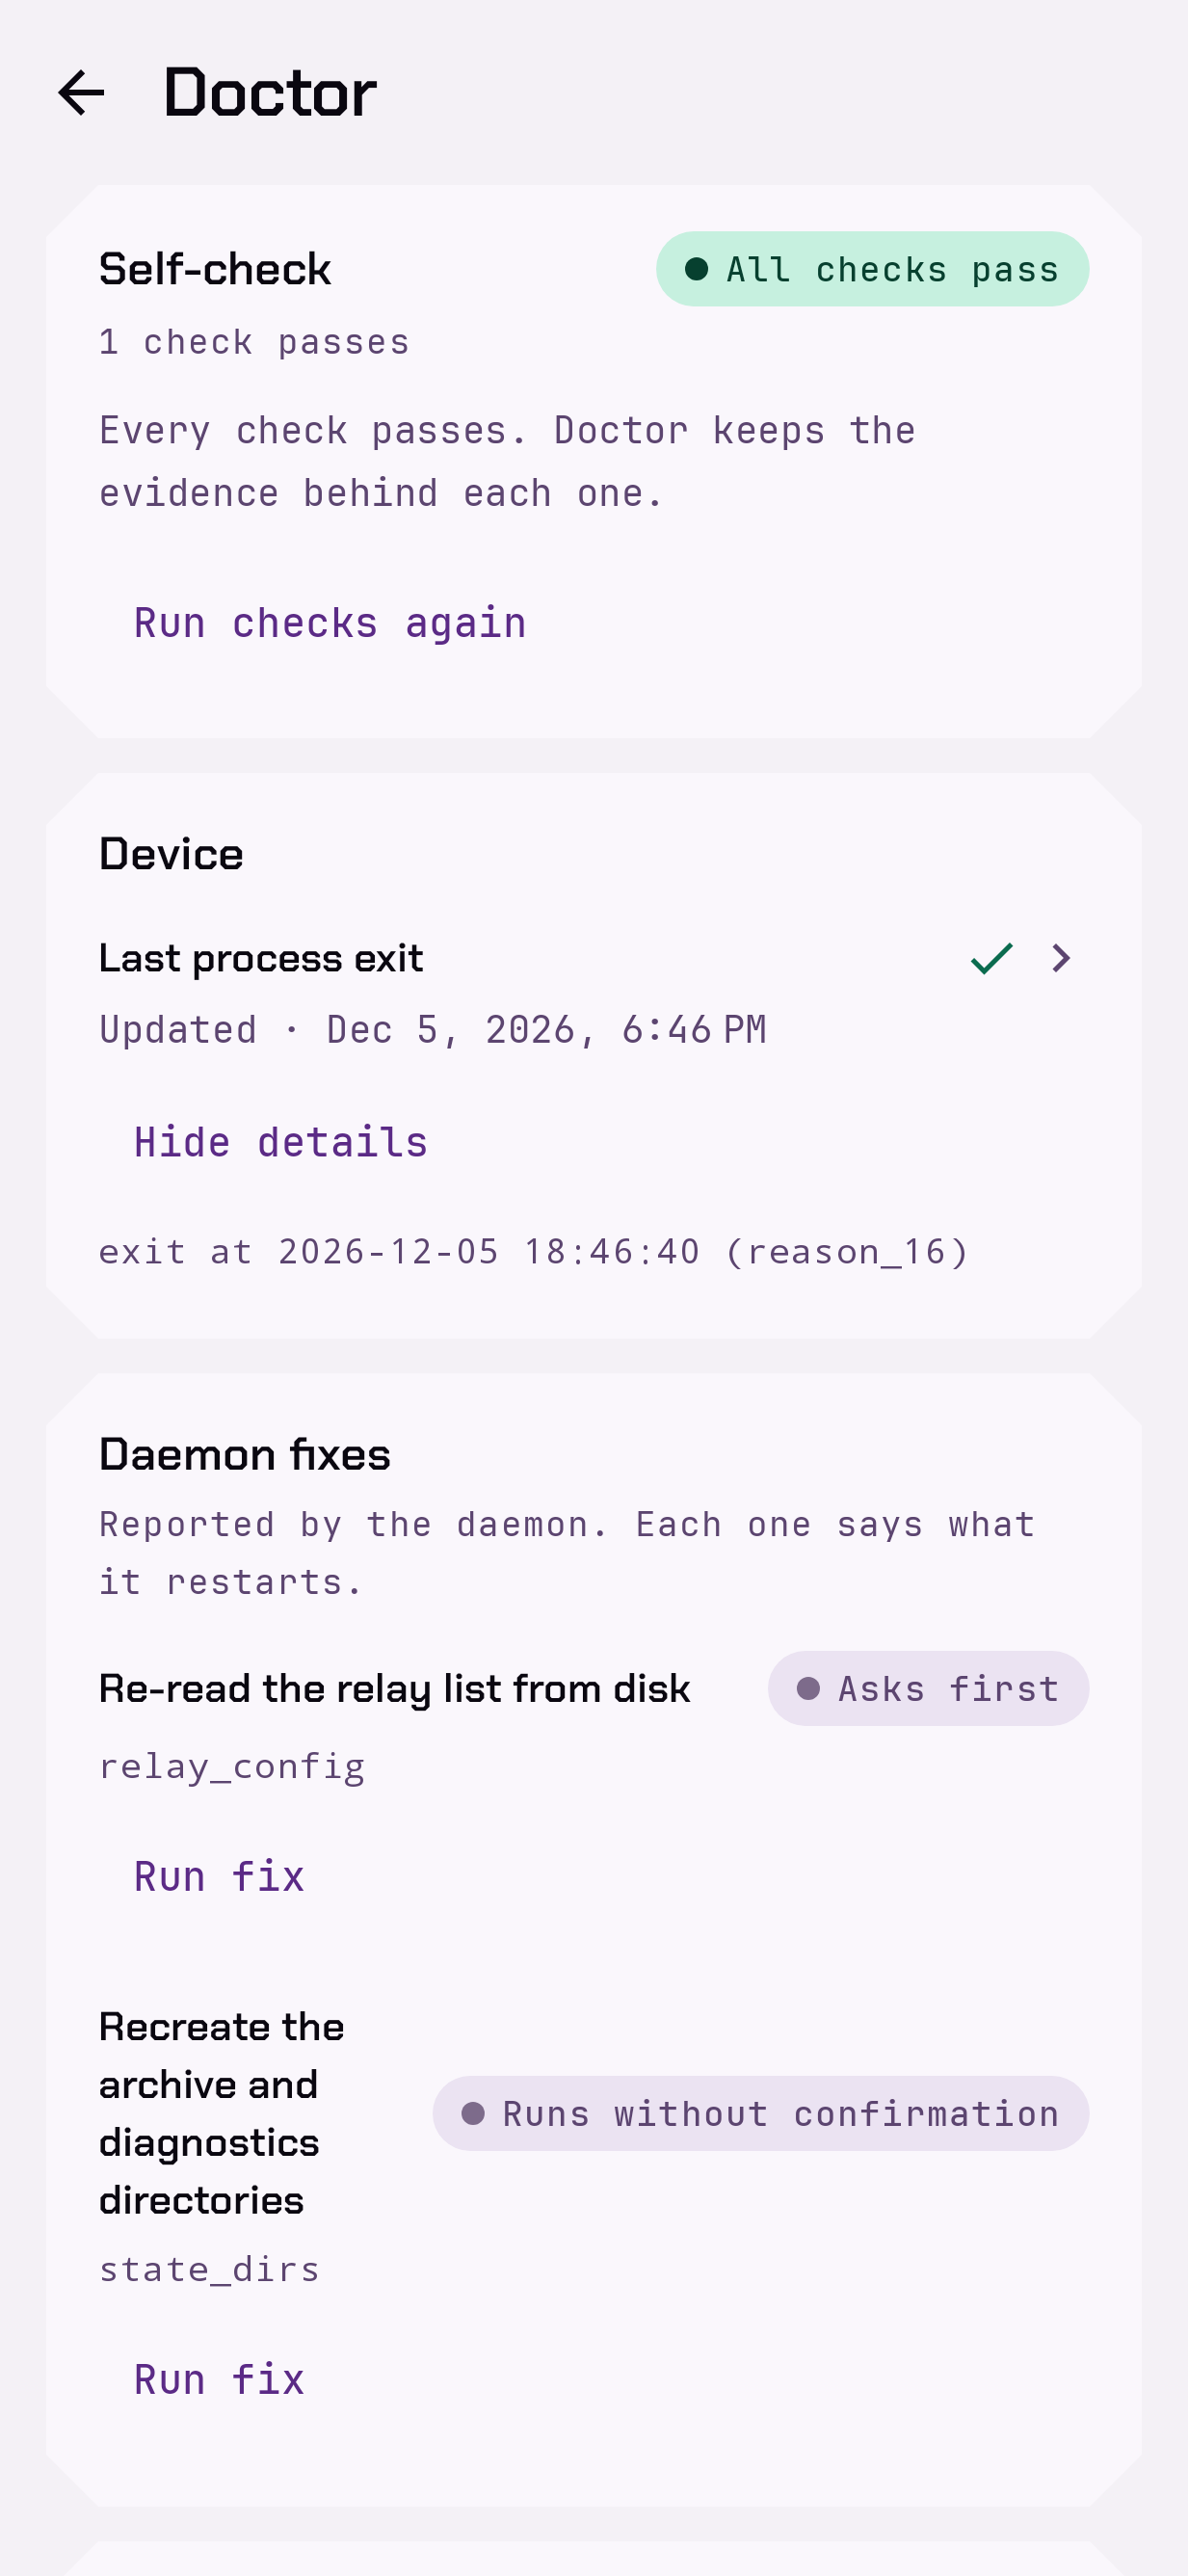 Doctor
Self-check
All checks pass
1 check passes
Every check passes. Doctor keeps the
evidence behind each one.
Run checks again
Device
Last process exit
Updated · Dec 5, 2026, 6:46 PM
Hide details
exit at 2026-12-05 18:46:40 (reason_16)
Daemon fixes
Reported by the daemon. Each one says what
it restarts.
Re-read the relay list from disk
Asks first
relay_config
Run fix
Recreate the
archive and
diagnostics
directories
Runs without confirmation
state_dirs
Run fix